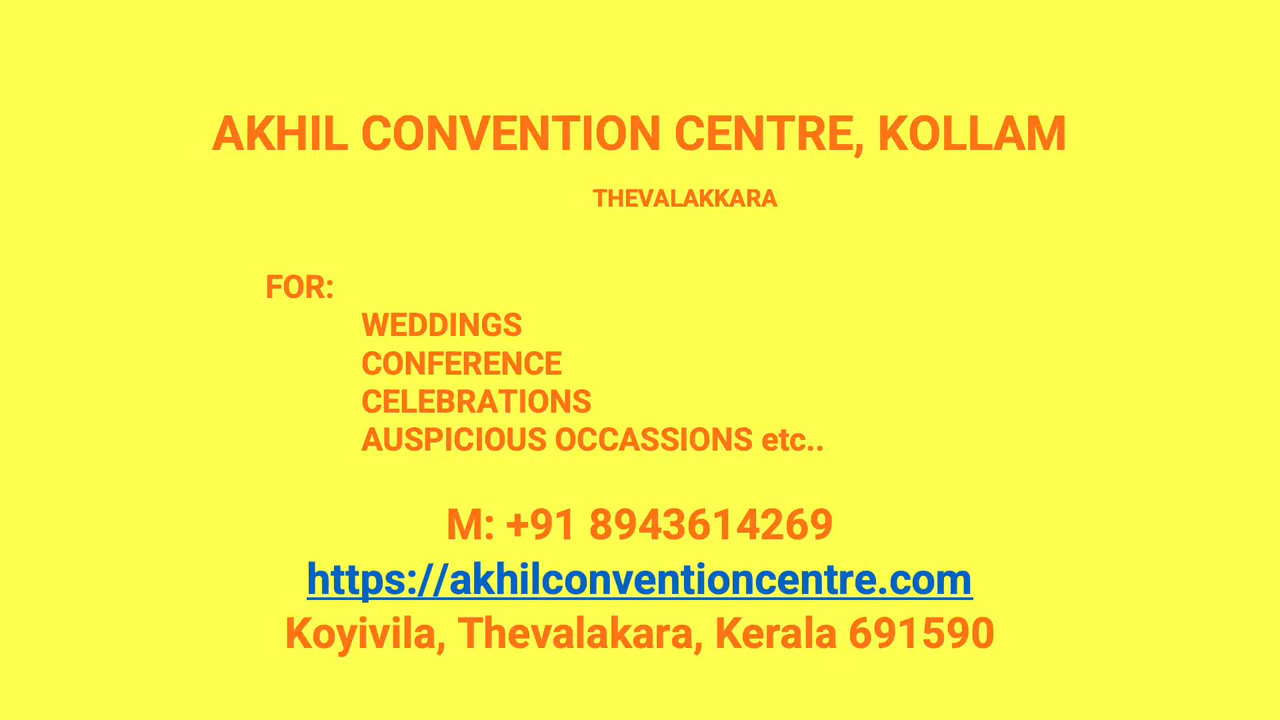 AKHIL CONVENTION CENTRE, KOLLAM
THEVALAKKARA
FOR:
WEDDINGS
CONFERENCE
CELEBRATIONS
AUSPICIOUS OCCASSIONS etc..
M: +91 8943614269
https://akhilconventioncentre.com
Koyivila, Thevalakara, Kerala 691590